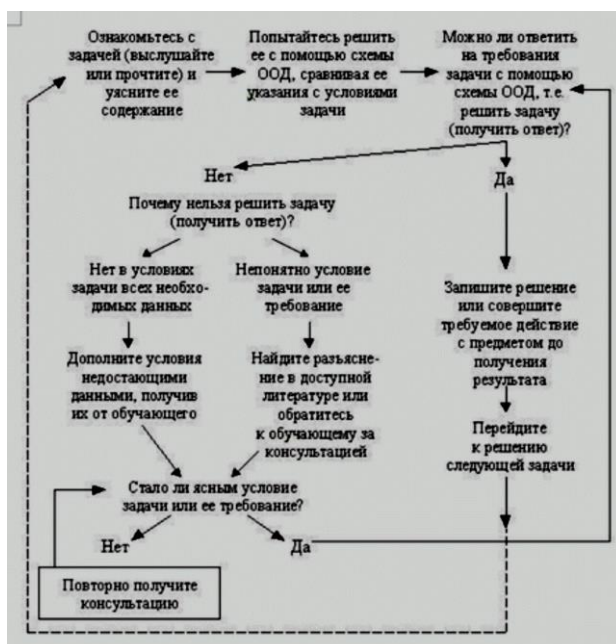 Ознакомьтесь с
задачей (выслушайте
или прочтите) и
уясните ее
содержание
Попытайтесь решить
ее с помощью схемы
ООД, сравнивая ее
указания с условиями
задачи
Можно ли ответить
на требования
задачи с помощью
схемы ООД, т.е.
решить задачу
(получить ответ)?
Нет
Да
Почему нельзя решить задачу
(получить ответ)?
Нет в условиях
задачи всех необхо-
димых данных
Непонятно условие
задачи или ее
требование
Запишите решение
или совершите
требуемое действие
с предметом до
получения
результата
Дополните условия
недостающими
данными, получив
их от обучающего
Найдите разъясне-
ние в доступной
литературе или
обратитесь
к обучающему за
консультацией
Перейдите
к решению
следующей задачи
Стало ли ясным условие
задачи или ее требование?
Нет
Да
Повторно получите
консультацию